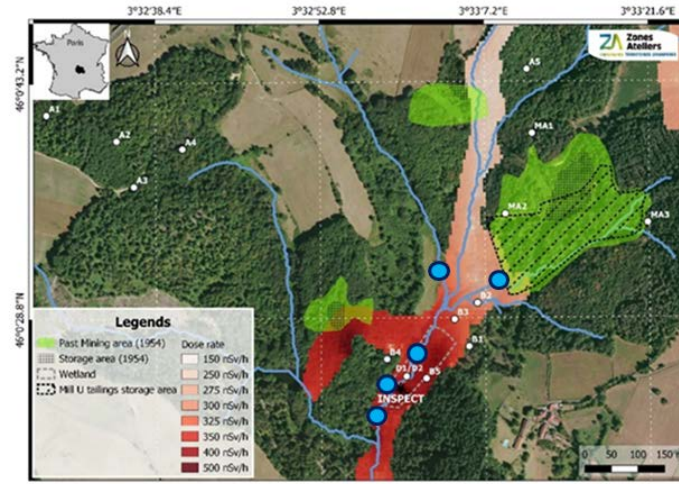 3°32'38.4" 3°32'52.8" 3°33'7.2" 3°33'21.6"
Paris
ZA Zones
Ateliers
46°0'43.2"
A5
A1
MA1
A2
A4
A3
MA2
MA3
46°0'28.8"
B2
B3
Legends
Past Mining area (1954)
Storage area (1954)
Wetland
Mill U tailings storage area
Dose rate
150 nSv/h
250 nSv/h
275 nSv/h
300 nSv/h
325 nSv/h
350 nSv/h
400 nSv/h
500 nSv/h
B1
B4
D1/D2
B5
INSPECT
0 50 100 150 m